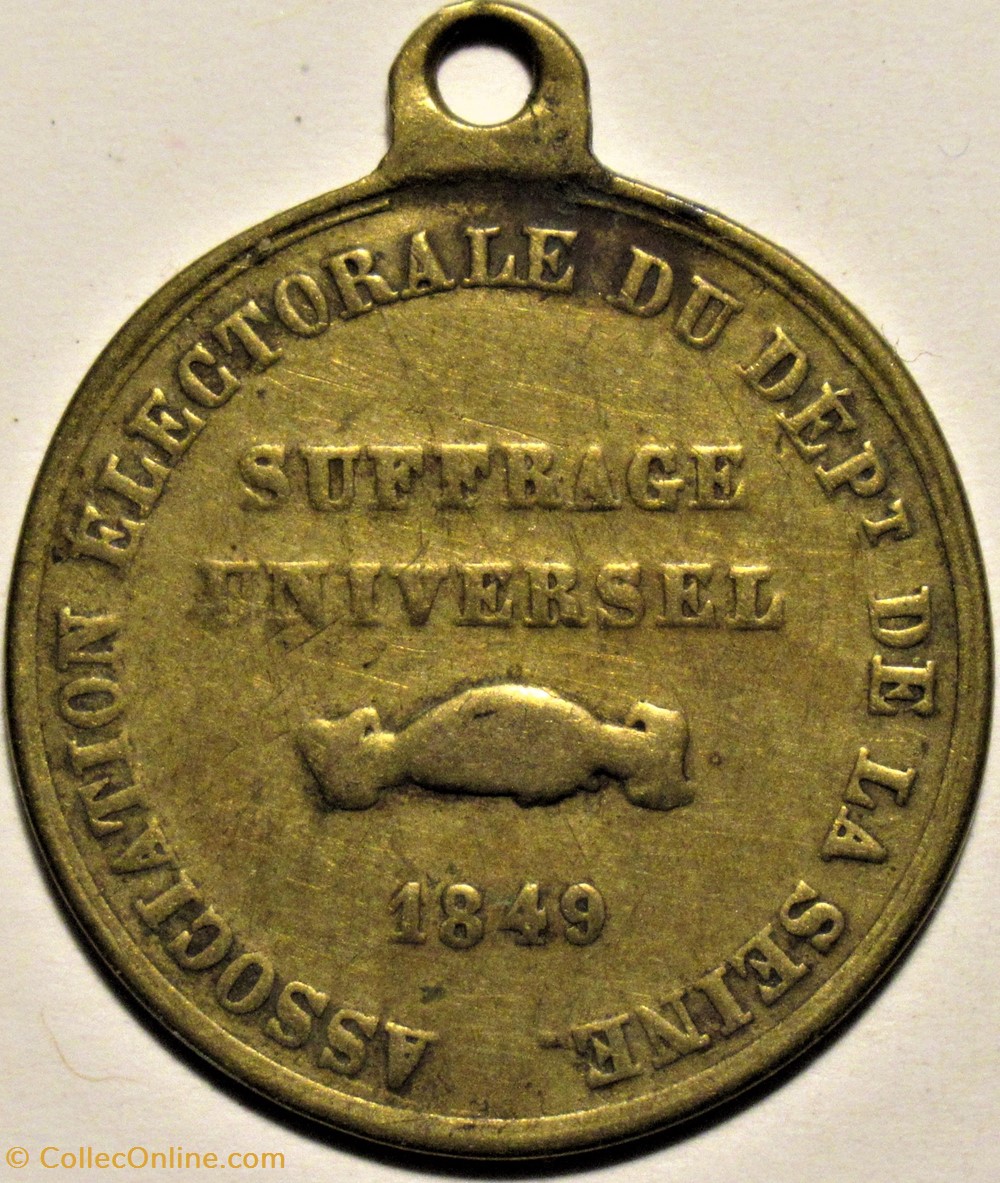 ASSOCIATION ÉLECTORALE DU DÉPT DE LA SEINE
SUFFRAGE
UNIVERSEL
1849
© CollecOnline.com